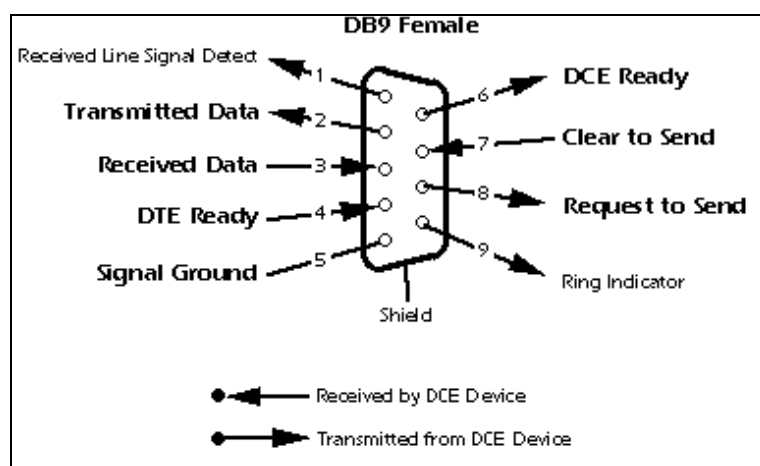 DB9 Female
Received Line Signal Detect
1
Transmitted Data
2
Received Data
3
DTE Ready
4
Signal Ground
5
6
DCE Ready
7
Clear to Send
8
Request to Send
9
Ring Indicator
Shield
Received by DCE Device
Transmitted from DCE Device